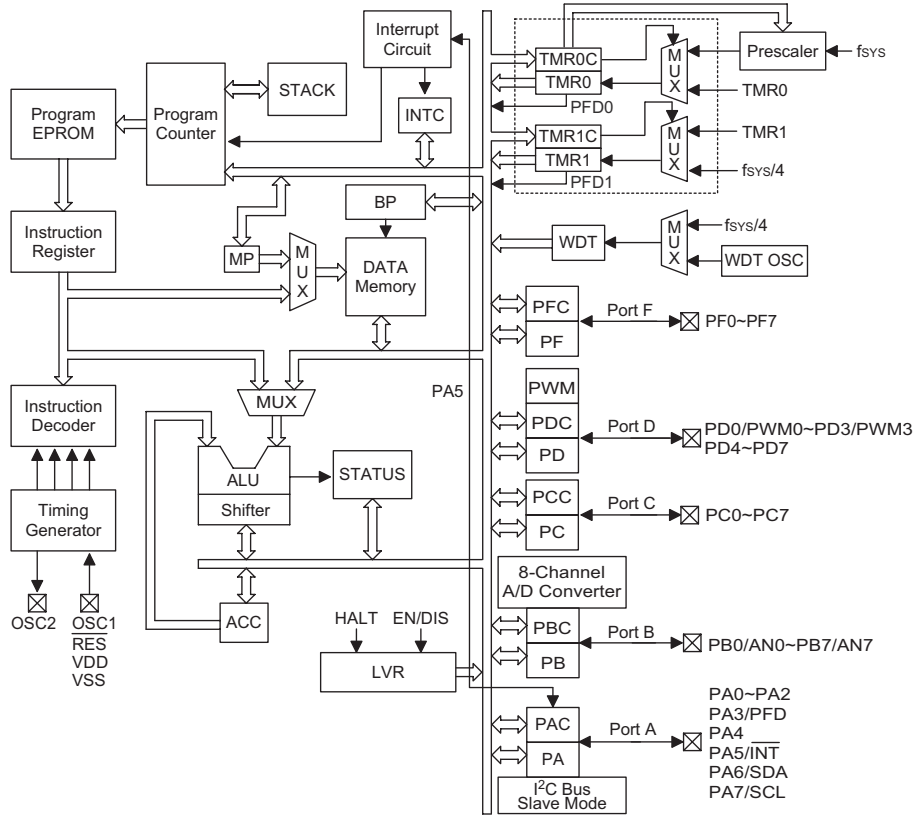 Program
EPROM
Program
Counter
STACK
Interrupt
Circuit
INTC
Instruction
Register
MP
M
U
X
BP
DATA
Memory
Instruction
Decoder
MUX
ALU
Shifter
STATUS
Timing
Generator
OSC2
OSC1
RES
VDD
VSS
ACC
HALT
EN/DIS
LVR
PA5
TMR0C
TMR0
PFD0
M
U
X
Prescaler
fSYS
TMR0
TMR1C
TMR1
PFD1
M
U
X
TMR1
fSYS/4
WDT
M
U
X
fSYS/4
WDT OSC
PFC
PF
Port F
PF0~PF7
PWM
PDC
PD
Port D
PD0/PWM0~PD3/PWM3
PD4~PD7
PCC
PC
Port C
PC0~PC7
8-Channel
A/D Converter
PBC
PB
Port B
PB0/AN0~PB7/AN7
PAC
PA
Port A
PA0~PA2
PA3/PFD
PA4
PA5/INT
PA6/SDA
PA7/SCL
I²C Bus
Slave Mode